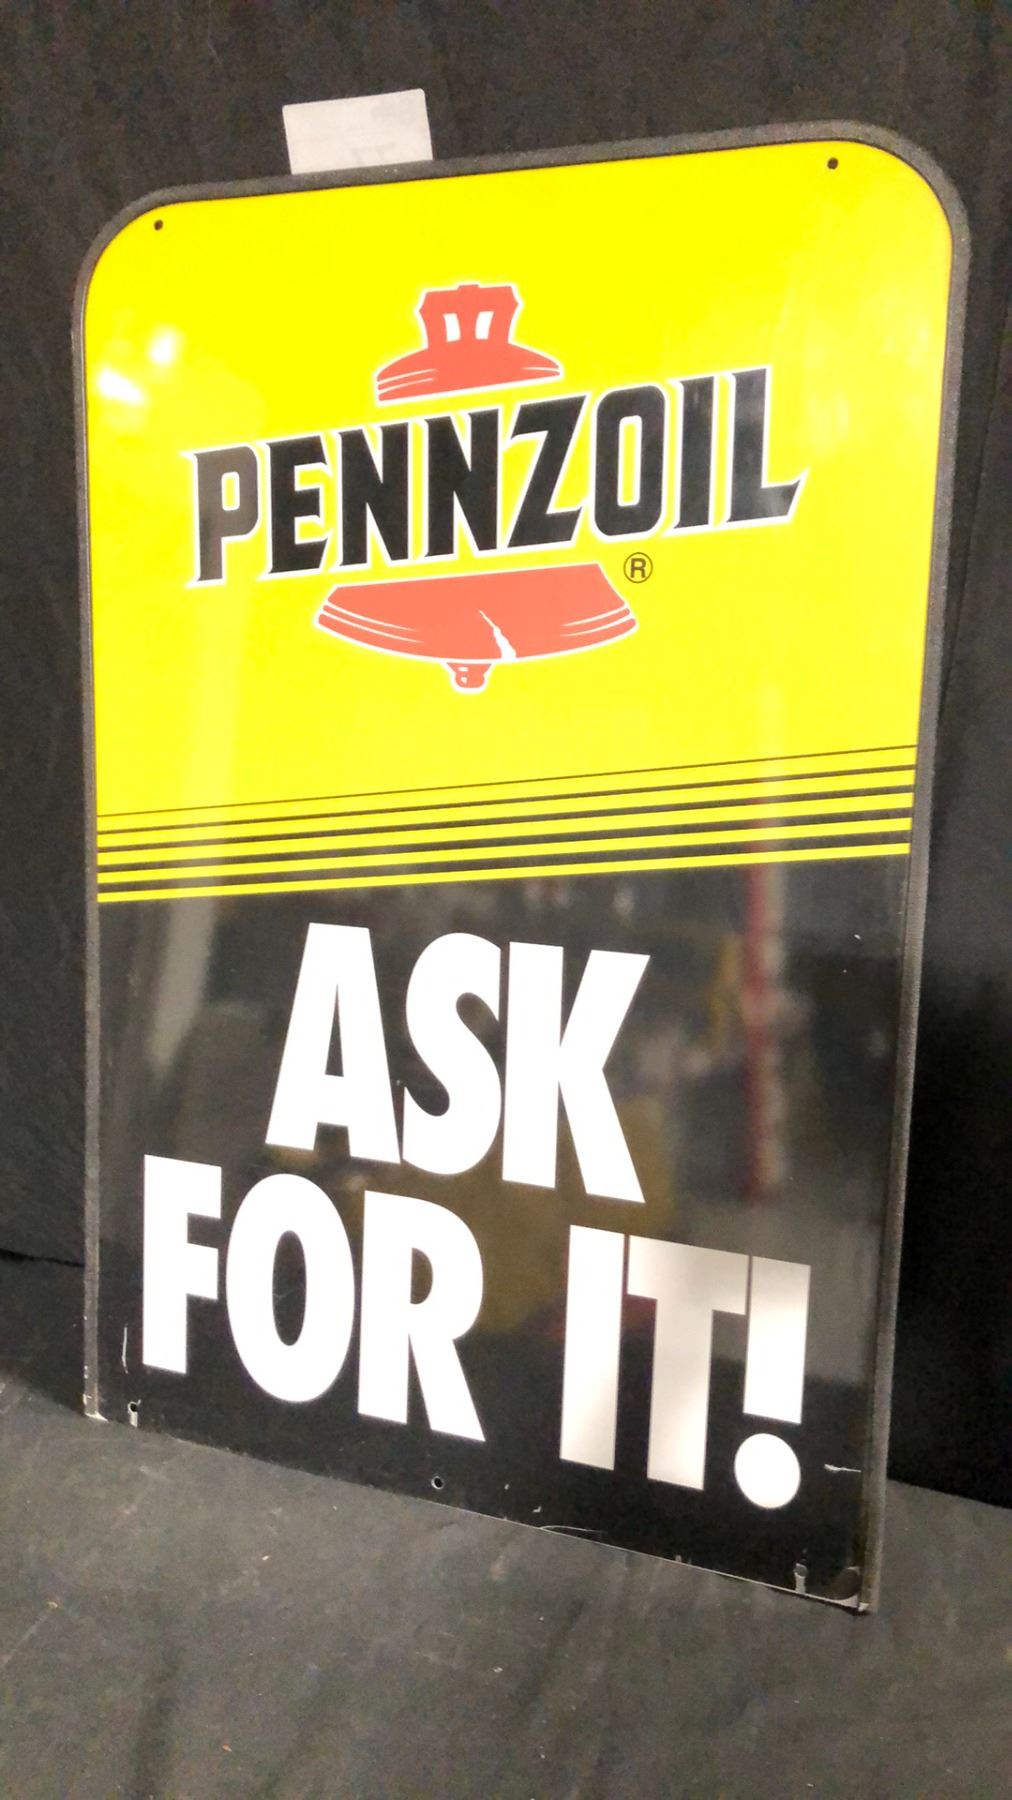 PENNZOIL
®
ASK
FOR IT!